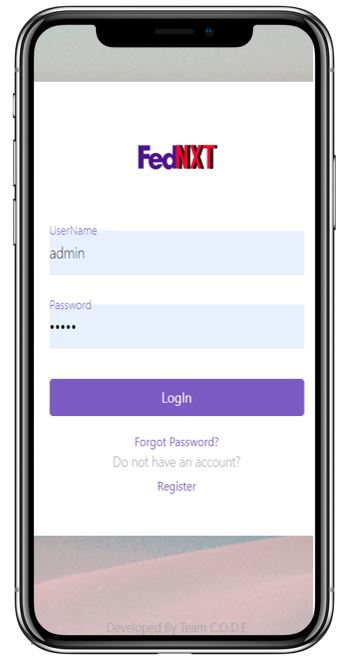 FedNXT
UserName
admin
Password
•••••
LogIn
Forgot Password?
Do not have an account?
Register
Developed By Team C.O.D.E